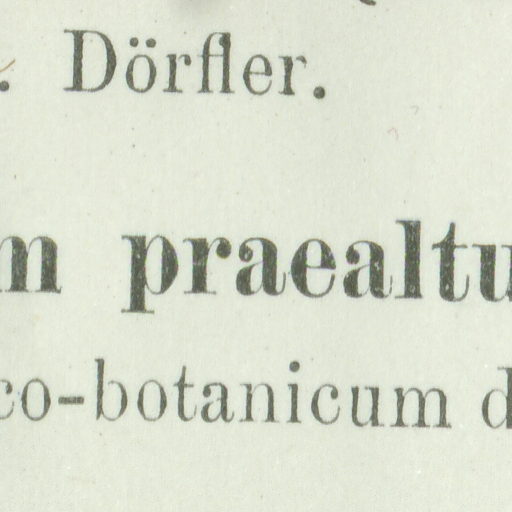 . Dörfler.
m praealtu
co-botanicum d